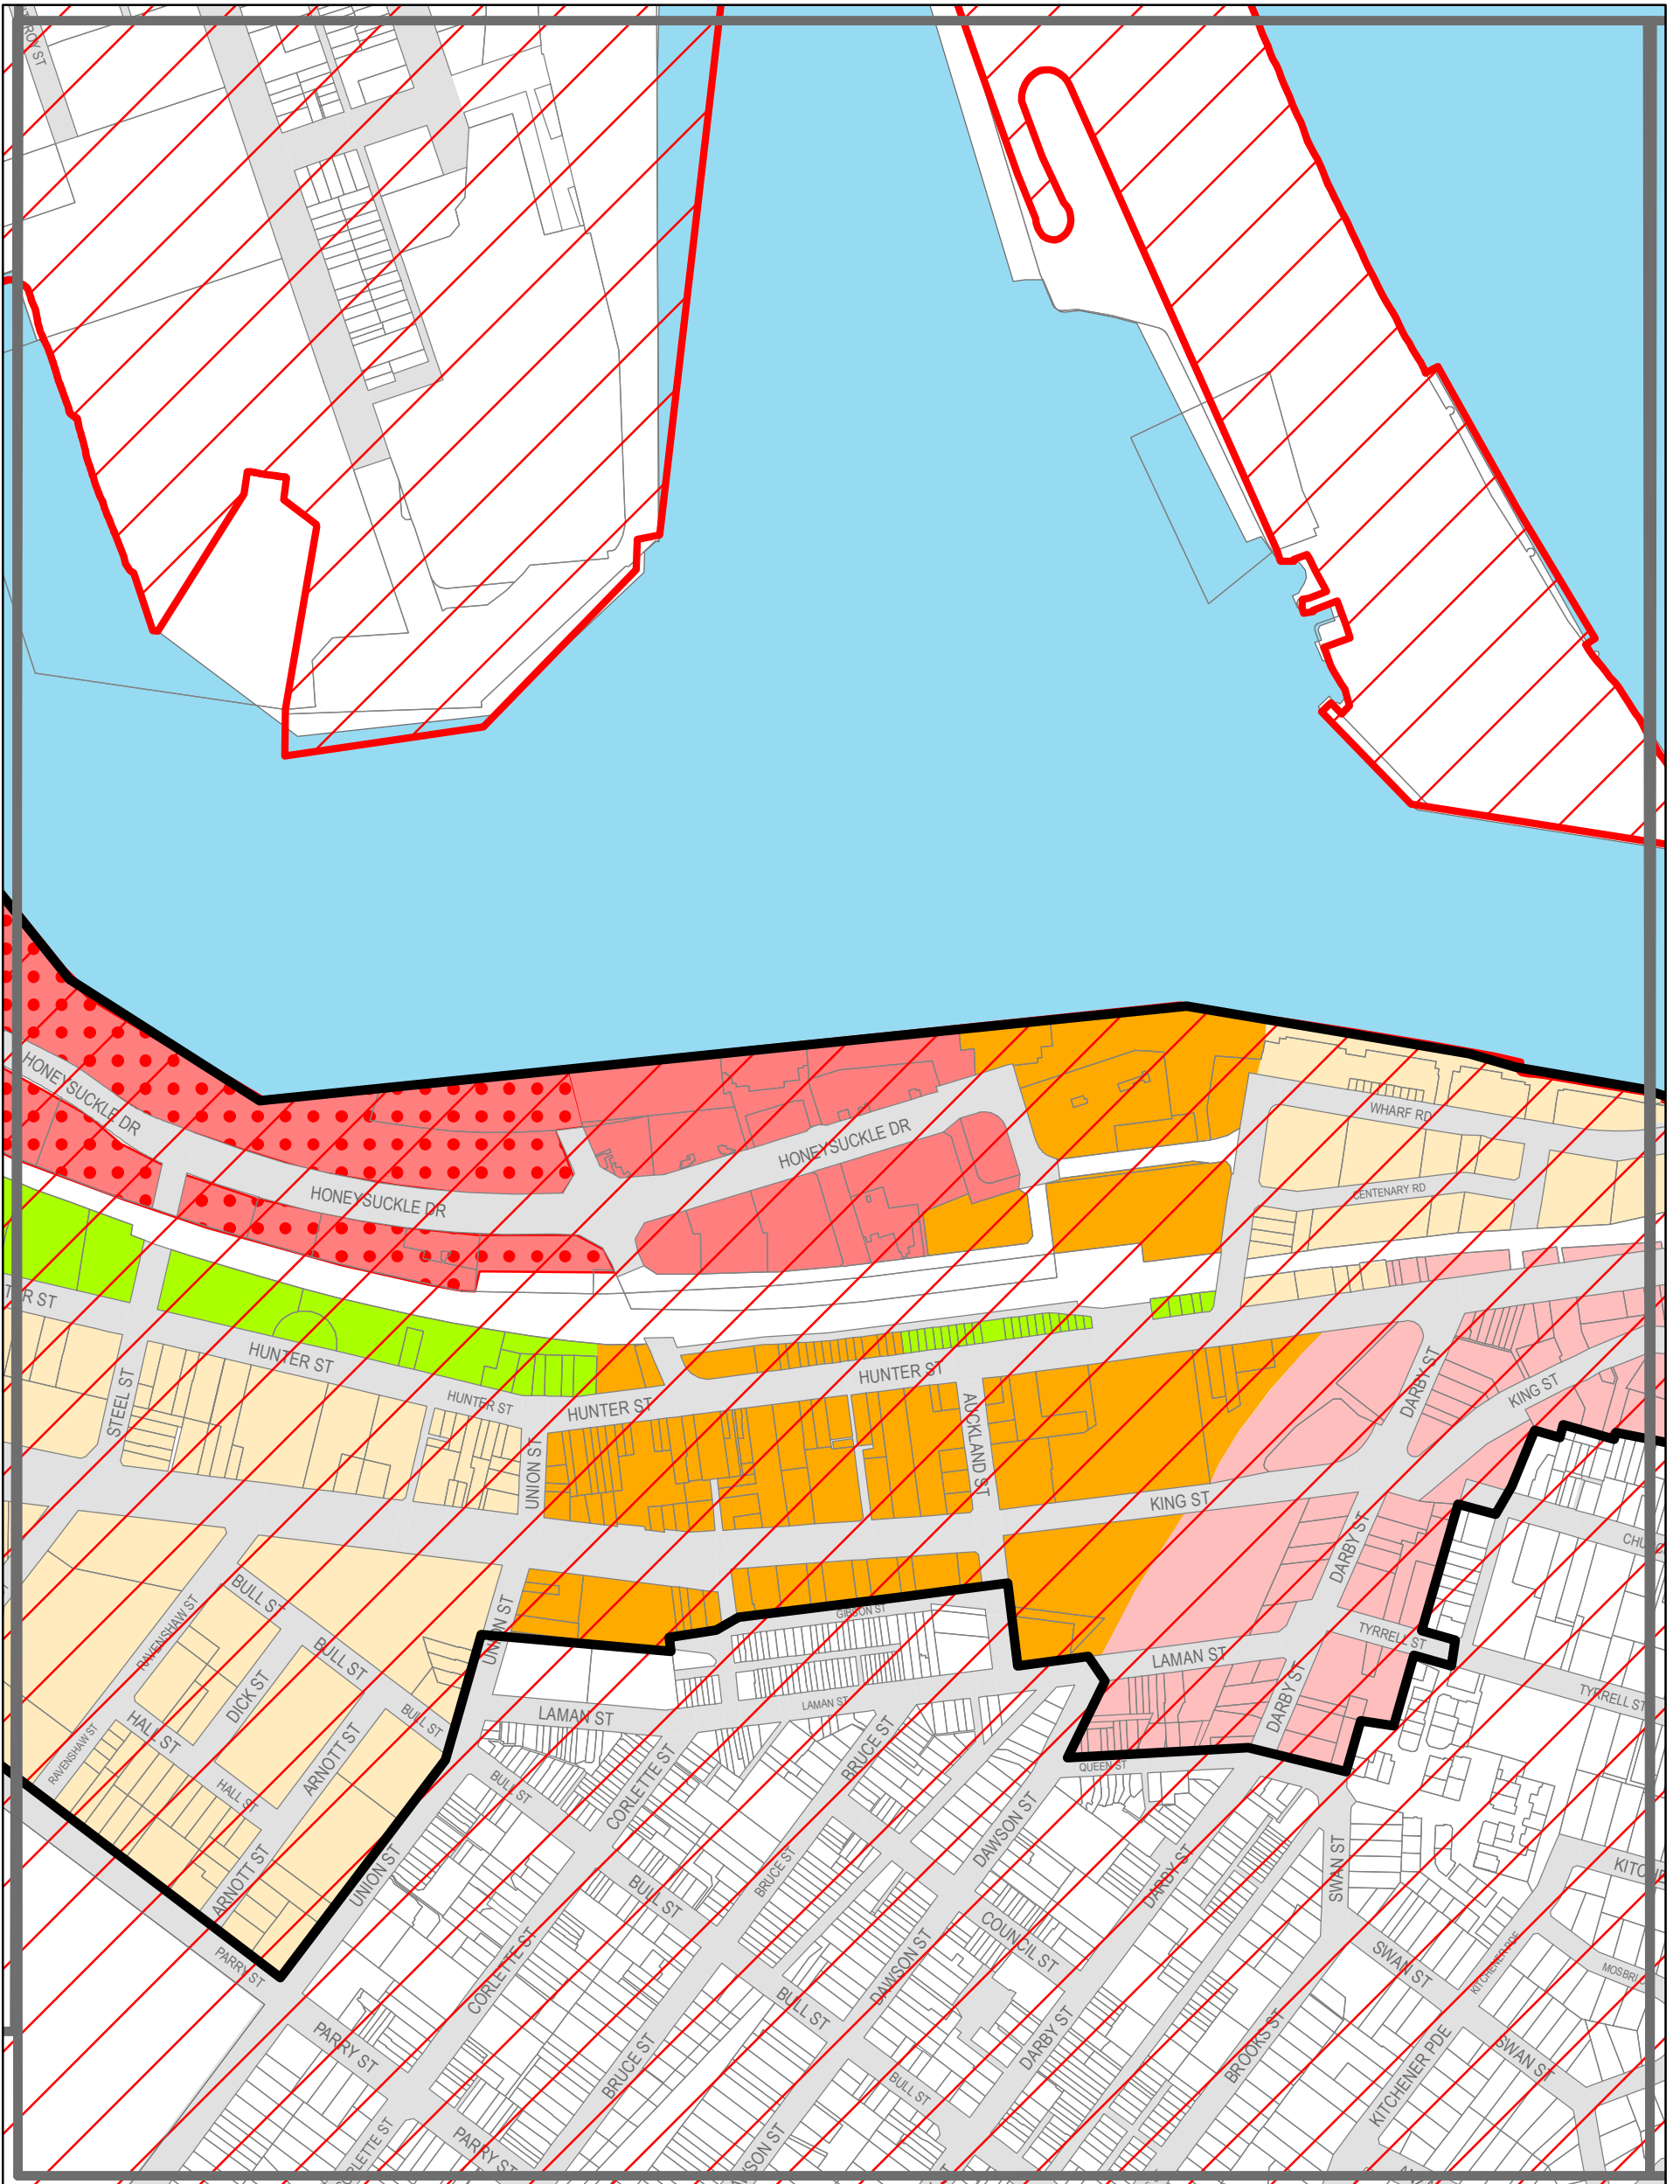 HONEYSUCKLE DR
HONEYSUCKLE DR
HONEYSUCKLE DR
WHARF RD
CENTENARY RD
HUNTER ST
HUNTER ST
HUNTER ST
HUNTER ST
STEEL ST
UNION ST
AUCKLAND ST
KING ST
KING ST
DARBY ST
DARBY ST
DARBY ST
UNION ST
GIBSON ST
LAMAN ST
LAMAN ST
LAMAN ST
TYRRELL ST
TYRRELL ST
RAVENSHAW ST
RAVENSHAW ST
BULL ST
BULL ST
BULL ST
DICK ST
HALL ST
HALL ST
ARNOTT ST
ARNOTT ST
QUEEN ST
BULL ST
CORLETTE ST
BRUCE ST
UNION ST
BULL ST
BRUCE ST
DAWSON ST
DARBY ST
SWAN ST
PARRY ST
CORLETTE ST
DAWSON ST
COUNCIL ST
SWAN ST
KITCHENER PDE
BULL ST
PARRY ST
BRUCE ST
DARBY ST
BROOKS ST
KITCHENER PDE
SWAN ST
BULL ST
PARRY ST